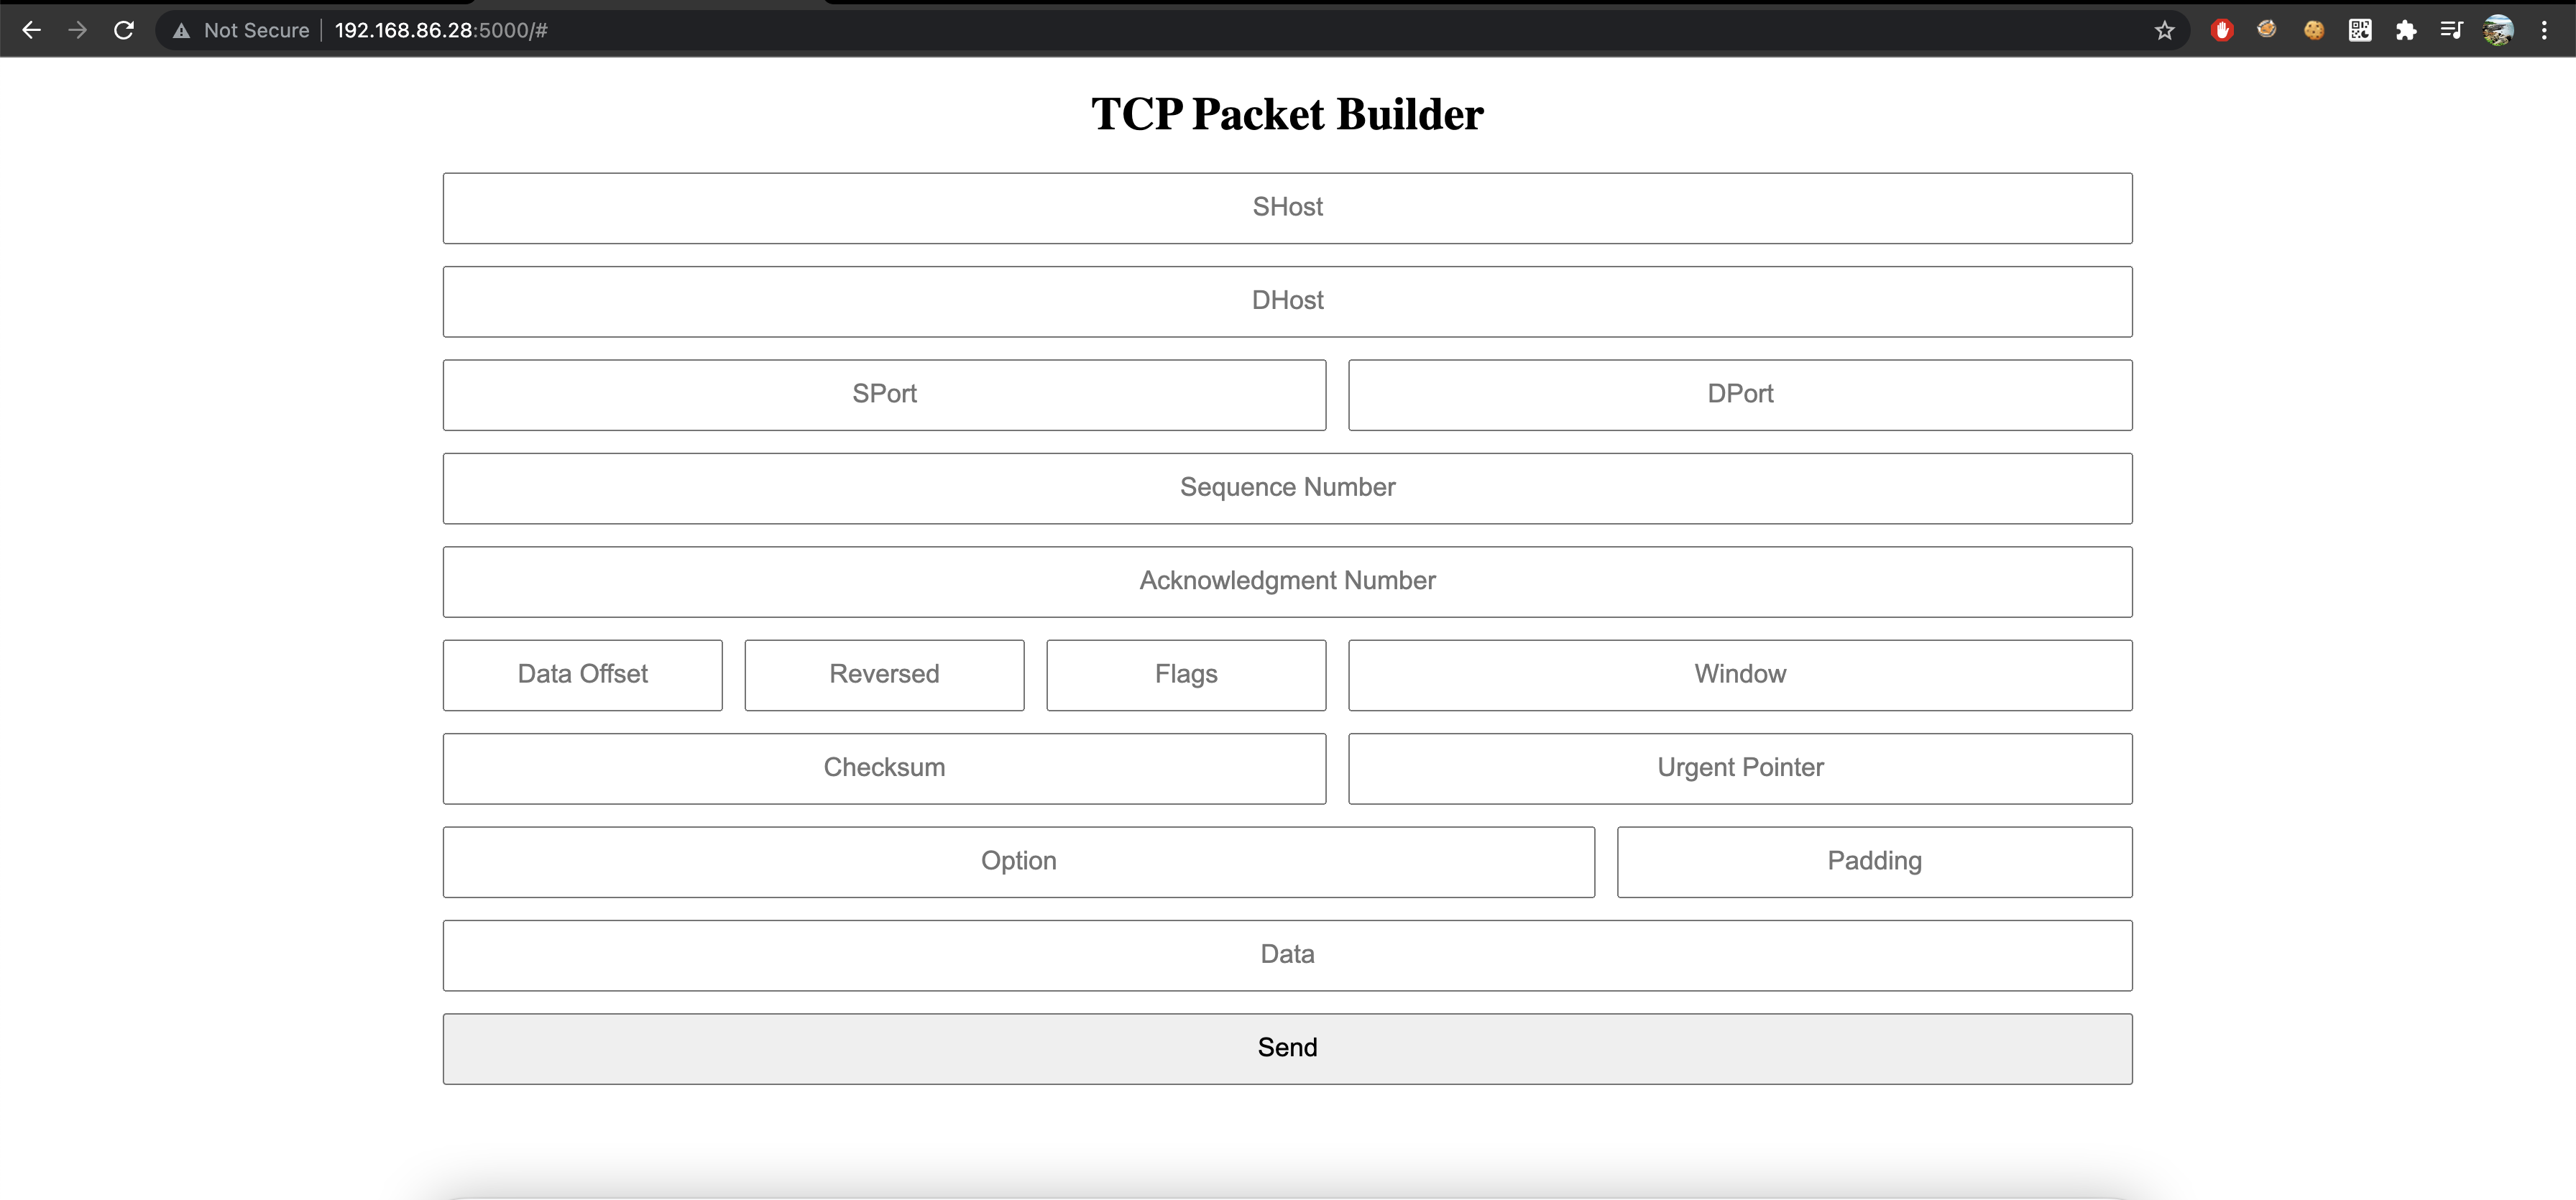 Not Secure 192.168.86.28:5000/#
TCP Packet Builder
SHost
DHost
SPort DPort
Sequence Number
Acknowledgment Number
Data Offset Reversed Flags Window
Checksum Urgent Pointer
Option Padding
Data
Send